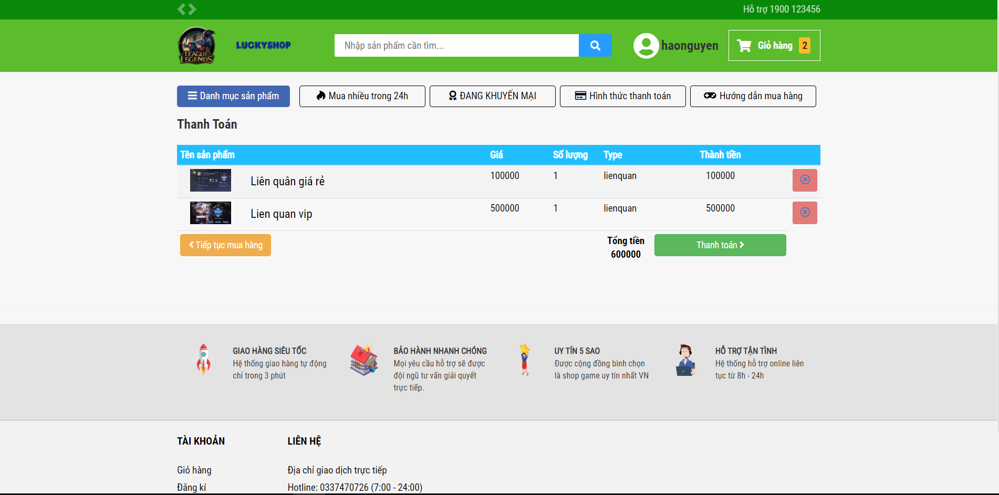 Hỗ trợ 1900 123456
LEAGUE OF LEGENDS
LUCKYSHOP
Nhập sản phẩm cần tìm...
haonguyen
Giỏ hàng 2
Danh mục sản phẩm
Mua nhiều trong 24h
ĐANG KHUYẾN MẠI
Hình thức thanh toán
Hướng dẫn mua hàng
Thanh Toán
Tên sản phẩm Giá Số lượng Type Thành tiền
Liên quân giá rẻ 100000 1 lienquan 100000
Lien quan vip 500000 1 lienquan 500000
Tiếp tục mua hàng
Tổng tiền
600000
Thanh toán
GIAO HÀNG SIÊU TỐC
Hệ thống giao hàng tự động
chỉ trong 3 phút
BẢO HÀNH NHANH CHÓNG
Mọi yêu cầu hỗ trợ sẽ được
đội ngũ tư vấn giải quyết
trực tiếp.
UY TÍN 5 SAO
Được cộng đồng bình chọn
là shop game uy tín nhất VN
HỖ TRỢ TẬN TÌNH
Hệ thống hỗ trợ online liên
tục từ 8h - 24h
TÀI KHOẢN
Giỏ hàng
Đăng kí
LIÊN HỆ
Địa chỉ giao dịch trực tiếp
Hotline: 0337470726 (7:00 - 24:00)